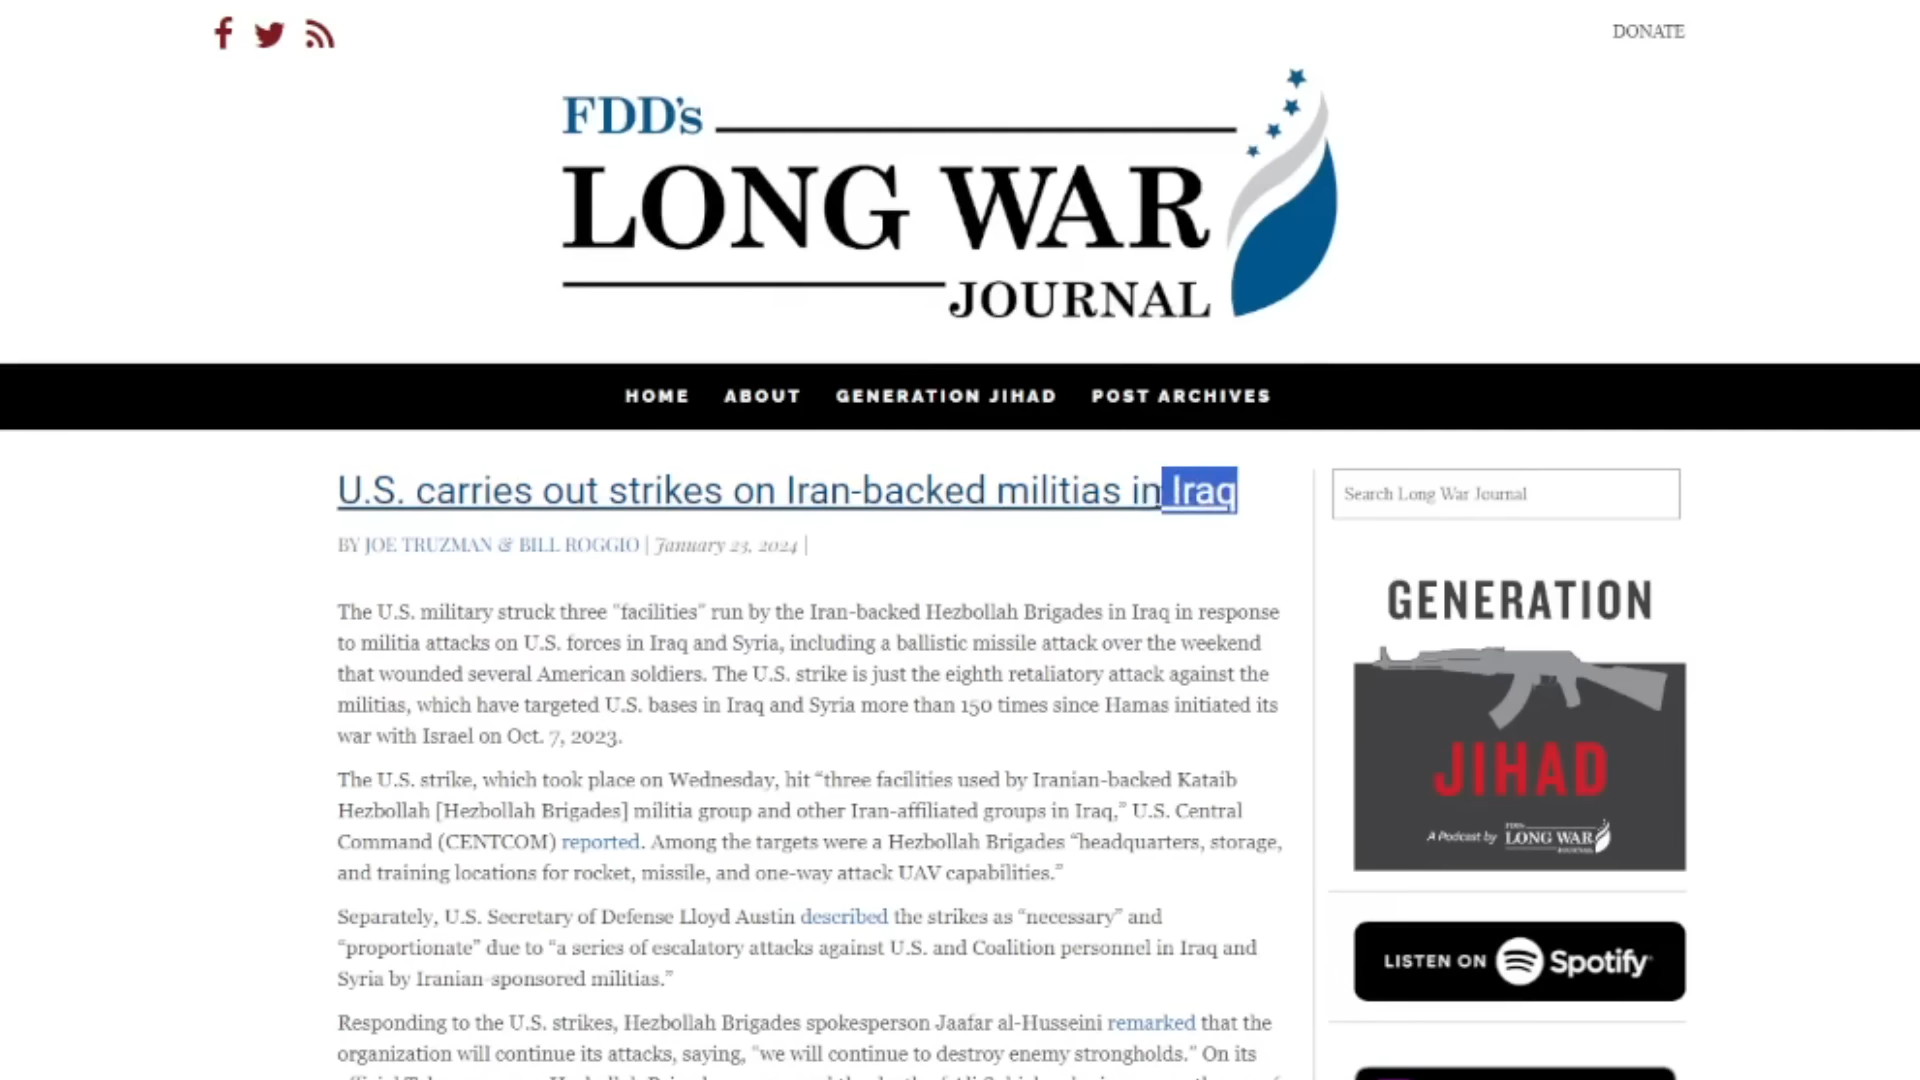 DONATE
FDD's
LONG WAR
JOURNAL
HOME ABOUT GENERATION JIHAD POST ARCHIVES
U.S. carries out strikes on Iran-backed militias in Iraq
BY JOE TRUZMAN & BILL ROGGIO | January 23, 2024 |
The U.S. military struck three "facilities" run by the Iran-backed Hezbollah Brigades in Iraq in response
to militia attacks on U.S. forces in Iraq and Syria, including a ballistic missile attack over the weekend
that wounded several American soldiers. The U.S. strike is just the eighth retaliatory attack against the
militias, which have targeted U.S. bases in Iraq and Syria more than 150 times since Hamas initiated its
war with Israel on Oct. 7, 2023.
The U.S. strike, which took place on Wednesday, hit “three facilities used by Iranian-backed Kataib
Hezbollah [Hezbollah Brigades] militia group and other Iran-affiliated groups in Iraq,” U.S. Central
Command (CENTCOM) reported. Among the targets were a Hezbollah Brigades “headquarters, storage,
and training locations for rocket, missile, and one-way attack UAV capabilities.”
Separately, U.S. Secretary of Defense Lloyd Austin described the strikes as “necessary” and
“proportionate” due to “a series of escalatory attacks against U.S. and Coalition personnel in Iraq and
Syria by Iranian-sponsored militias.”
Responding to the U.S. strikes, Hezbollah Brigades spokesperson Jaafar al-Husseini remarked that the
organization will continue its attacks, saying, "we will continue to destroy enemy strongholds." On its
Search Long War Journal
GENERATION
JIHAD
A Podcast by LONG WAR
LISTEN ON Spotify